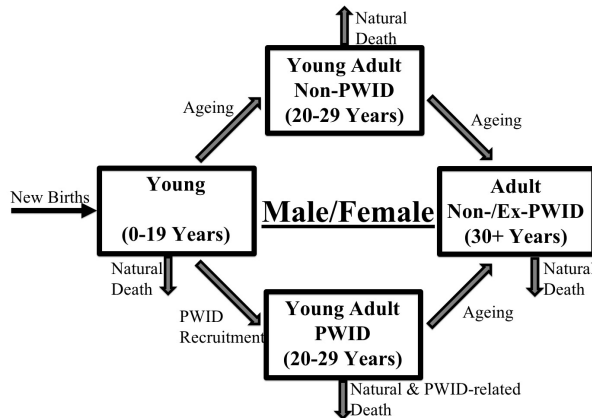 Natural
Death
Young Adult
Non-PWID
(20-29 Years)
Ageing
Ageing
New Births
Young
(0-19 Years)
Male/Female
Adult
Non-/Ex-PWID
(30+ Years)
Natural
Death
Natural
Death
PWID
Recruitment
Young Adult
PWID
(20-29 Years)
Ageing
Natural & PWID-related
Death